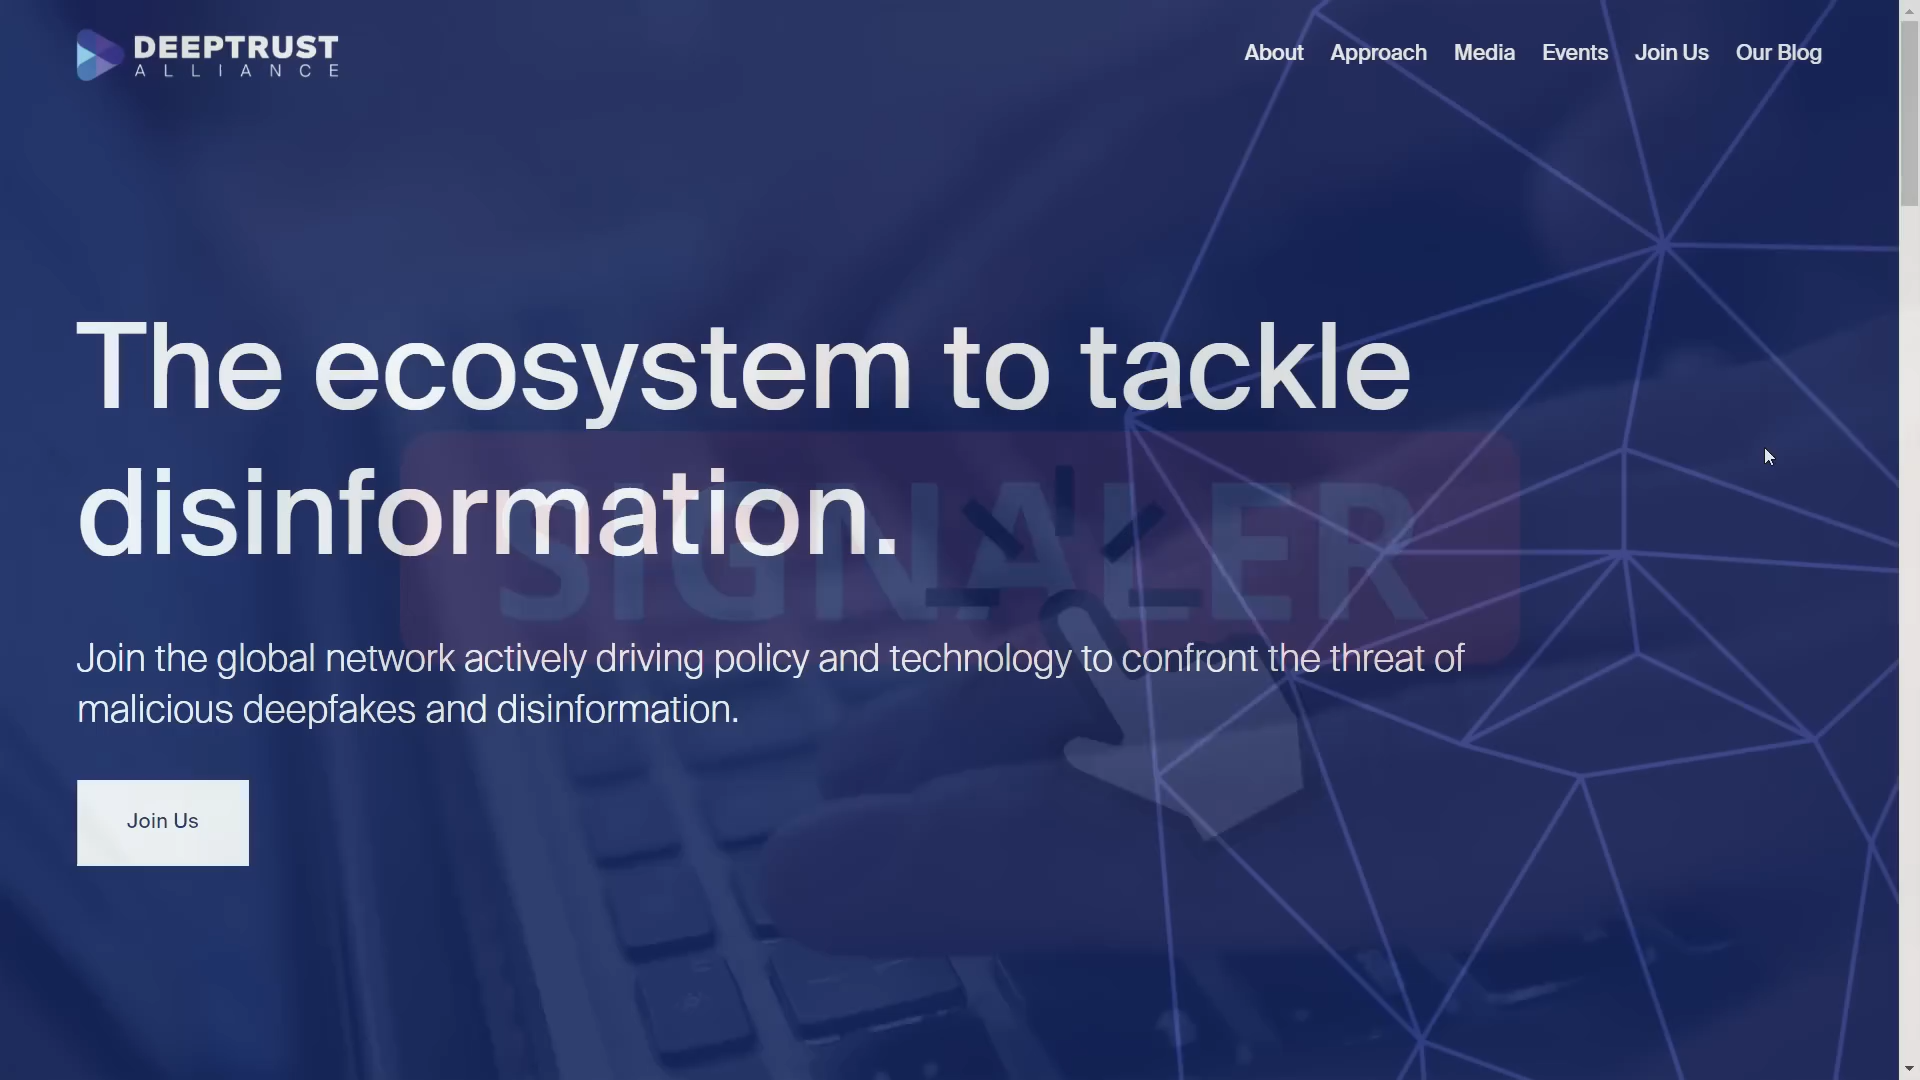 DEEPTRUST
ALLIANCE
About Approach Media Events Join Us Our Blog
The ecosystem to tackle
disinformation.
SIGNALER
Join the global network actively driving policy and technology to confront the threat of
malicious deepfakes and disinformation.
Join Us